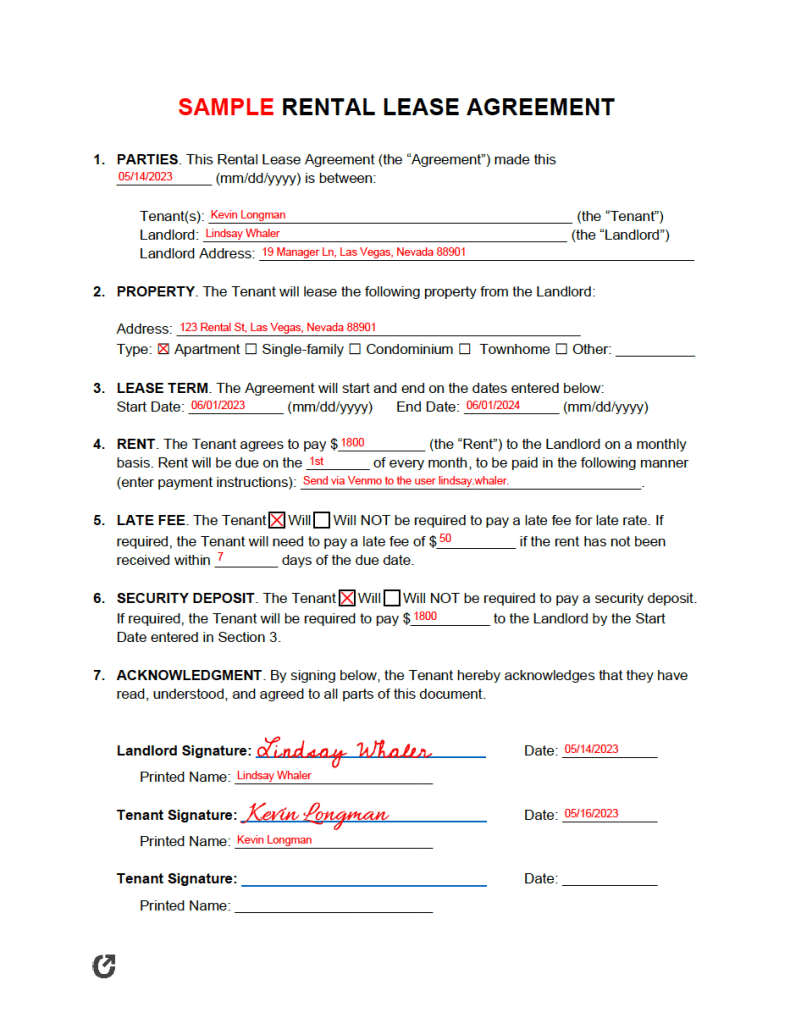 SAMPLE RENTAL LEASE AGREEMENT
1. PARTIES. This Rental Lease Agreement (the “Agreement”) made this
05/14/2023 (mm/dd/yyyy) is between:
Tenant(s): Kevin Longman (the “Tenant”)
Landlord: Lindsay Whaler (the “Landlord”)
Landlord Address: 19 Manager Ln, Las Vegas, Nevada 88901
2. PROPERTY. The Tenant will lease the following property from the Landlord:
Address: 123 Rental St, Las Vegas, Nevada 88901
Type: ☒ Apartment ☐ Single-family ☐ Condominium ☐ Townhome ☐ Other: __________
3. LEASE TERM. The Agreement will start and end on the dates entered below:
Start Date: 06/01/2023 (mm/dd/yyyy) End Date: 06/01/2024 (mm/dd/yyyy)
4. RENT. The Tenant agrees to pay $ 1800 (the “Rent”) to the Landlord on a monthly
basis. Rent will be due on the 1st of every month, to be paid in the following manner
(enter payment instructions): Send via Venmo to the user lindsay.whaler. .
5. LATE FEE. The Tenant ☒ Will ☐ Will NOT be required to pay a late fee for late rate. If
required, the Tenant will need to pay a late fee of $ 50 if the rent has not been
received within 7 days of the due date.
6. SECURITY DEPOSIT. The Tenant ☒ Will ☐ Will NOT be required to pay a security deposit.
If required, the Tenant will be required to pay $ 1800 to the Landlord by the Start
Date entered in Section 3.
7. ACKNOWLEDGMENT. By signing below, the Tenant hereby acknowledges that they have
read, understood, and agreed to all parts of this document.
Landlord Signature: Lindsay Whaler Date: 05/14/2023
Printed Name: Lindsay Whaler
Tenant Signature: Kevin Longman Date: 05/16/2023
Printed Name: Kevin Longman
Tenant Signature: __________ Date: __________
Printed Name: __________